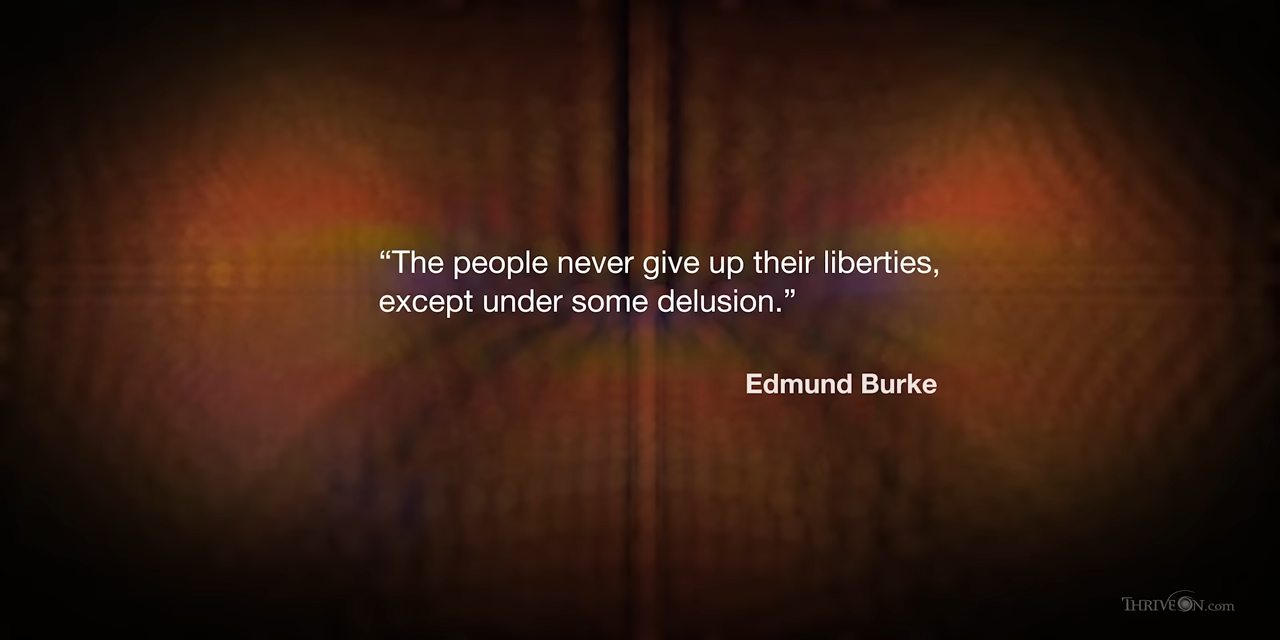 “The people never give up their liberties,
except under some delusion.”
Edmund Burke
THRIVEON.com